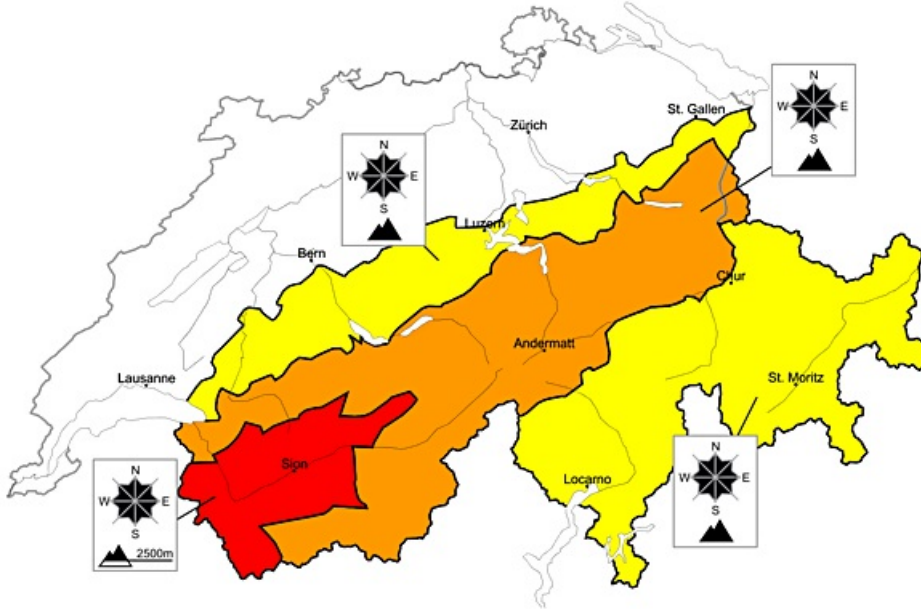 N
W E
S
St. Gallen
Zürich
N
W E
S
Luzern
Bern
Chur
Andermatt
Lausanne
St. Moritz
Sion
Locarno
N
W E
S
2500m
N
W E
S